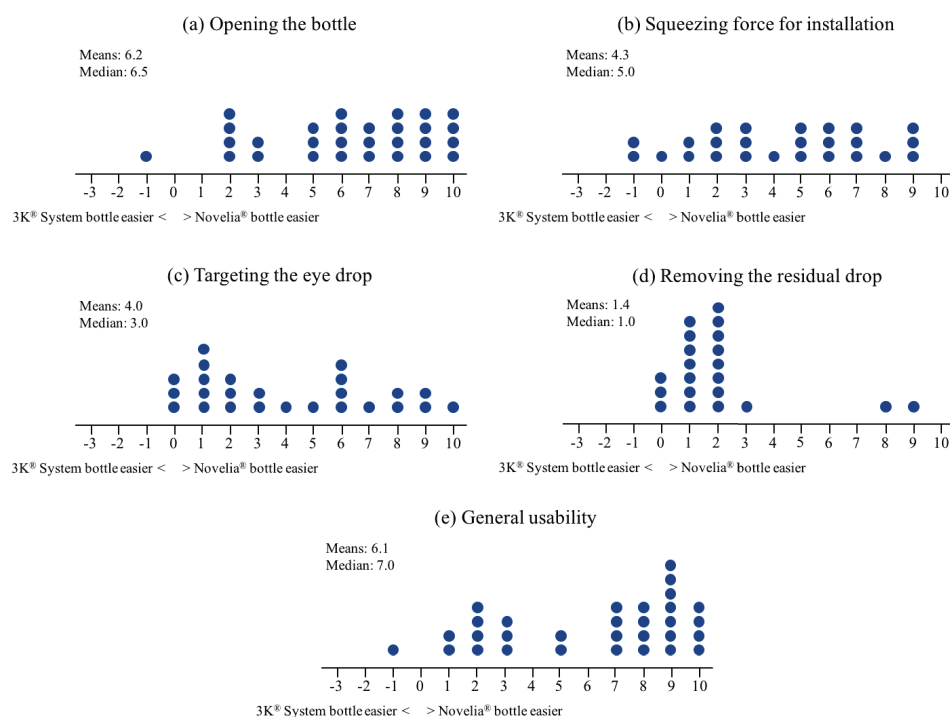 (a) Opening the bottle
Means: 6.2
Median: 6.5
-3 -2 -1 0 1 2 3 4 5 6 7 8 9 10
3K® System bottle easier < > Novelia® bottle easier
(b) Squeezing force for installation
Means: 4.3
Median: 5.0
-3 -2 -1 0 1 2 3 4 5 6 7 8 9 10
3K® System bottle easier < > Novelia® bottle easier
(c) Targeting the eye drop
Means: 4.0
Median: 3.0
-3 -2 -1 0 1 2 3 4 5 6 7 8 9 10
3K® System bottle easier < > Novelia® bottle easier
(d) Removing the residual drop
Means: 1.4
Median: 1.0
-3 -2 -1 0 1 2 3 4 5 6 7 8 9 10
3K® System bottle easier < > Novelia® bottle easier
(e) General usability
Means: 6.1
Median: 7.0
-3 -2 -1 0 1 2 3 4 5 6 7 8 9 10
3K® System bottle easier < > Novelia® bottle easier